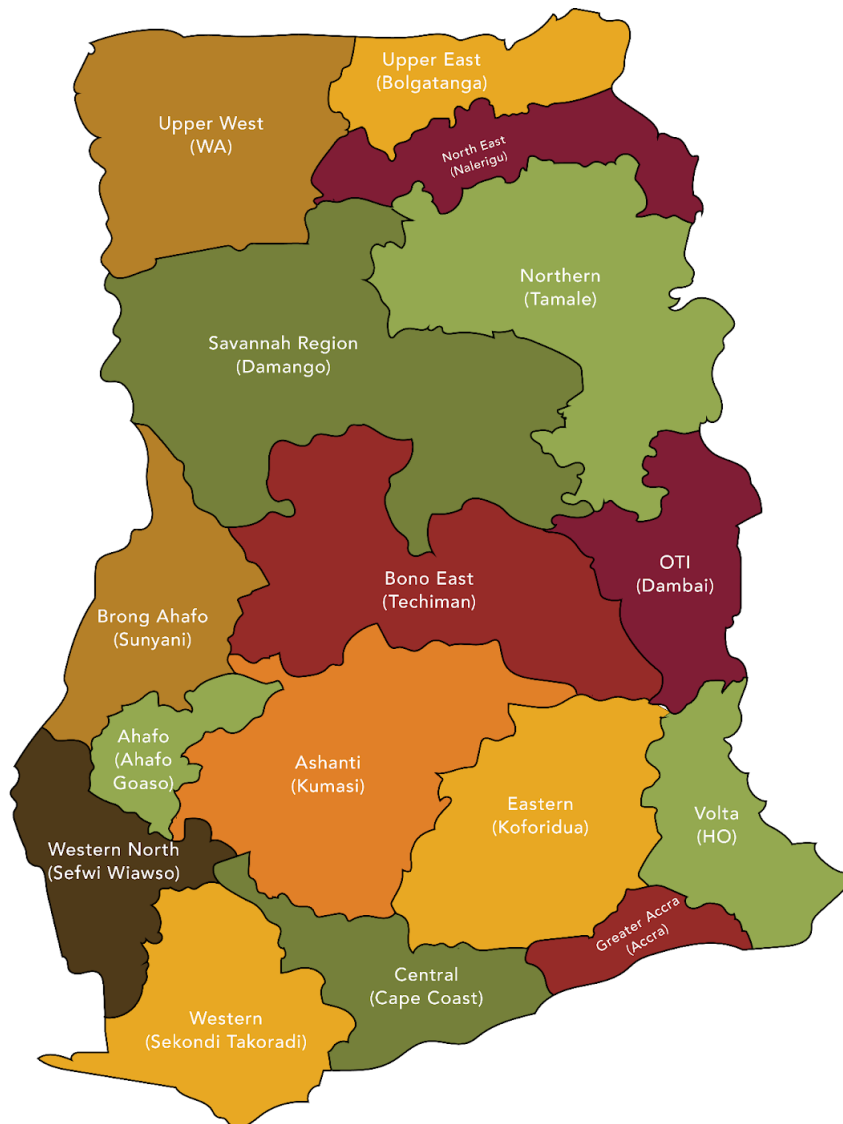 Upper East
(Bolgatanga)
Upper West
(WA)
North East
(Nalerigu)
Northern
(Tamale)
Savannah Region
(Damango)
OTI
(Dambai)
Bono East
(Techiman)
Brong Ahafo
(Sunyani)
Ahafo
(Ahafo
Goaso)
Ashanti
(Kumasi)
Eastern
(Koforidua)
Volta
(HO)
Western North
(Sefwi Wiawso)
Greater Accra
(Accra)
Central
(Cape Coast)
Western
(Sekondi Takoradi)